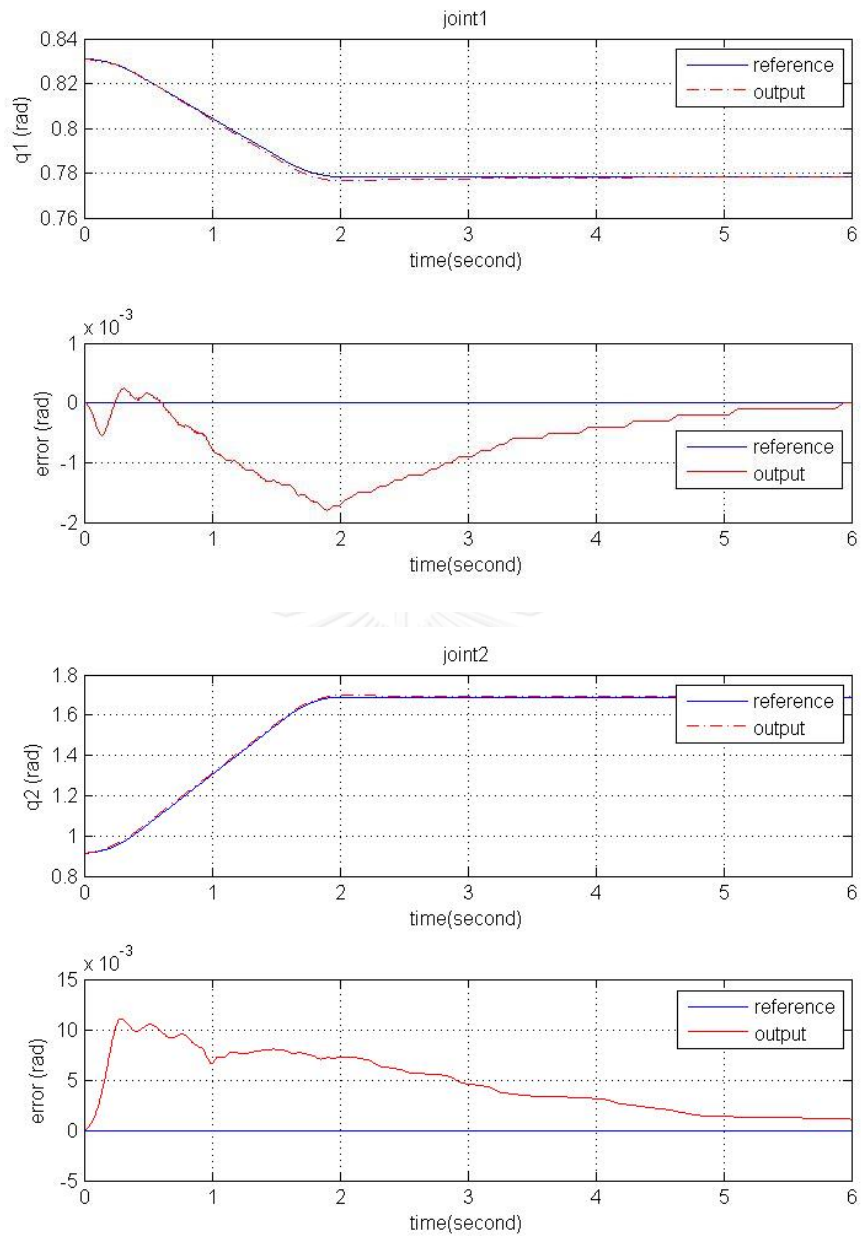 joint1
0.84
0.82
0.8
0.78
0.76
q1 (rad)
reference
output
0 1 2 3 4 5 6
time(second)
x 10^-3
1
0
-1
-2
error (rad)
reference
output
0 1 2 3 4 5 6
time(second)
joint2
1.8
1.6
1.4
1.2
1
0.8
q2 (rad)
reference
output
0 1 2 3 4 5 6
time(second)
x 10^-3
15
10
5
0
-5
error (rad)
reference
output
0 1 2 3 4 5 6
time(second)